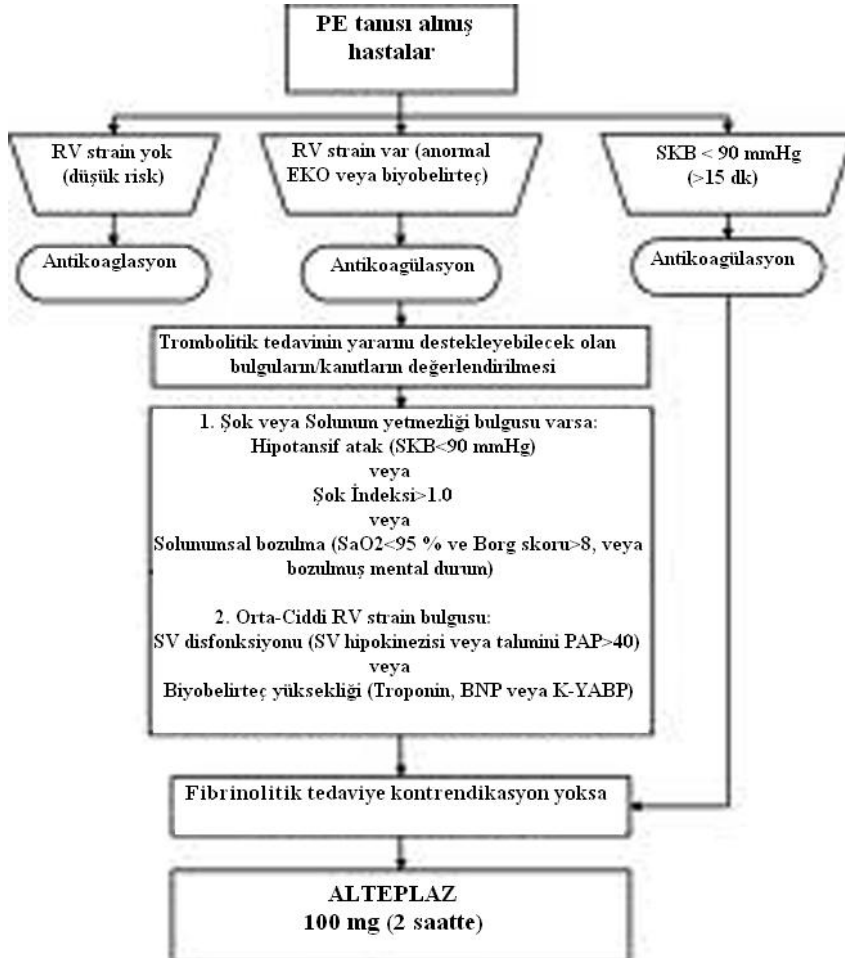 PE tanısı almış
hastalar
RV strain yok
(düşük risk)
RV strain var (anormal
EKO veya biyobelirteç)
SKB < 90 mmHg
(>15 dk)
Antikoaglasyon
Antikoagülasyon
Antikoagülasyon
Trombolitik tedavinin yararını destekleyebilecek olan
bulguların/kanıtların değerlendirilmesi
1. Şok veya Solunum yetmezliği bulgusu varsa:
Hipotansif atak (SKB<90 mmHg)
veya
Şok İndeksi>1.0
veya
Solunumsal bozulma (SaO2<95 % ve Borg skoru>8, veya
bozulmuş mental durum)
2. Orta-Ciddi RV strain bulgusu:
SV disfonksiyonu (SV hipokinezisi veya tahmini PAP>40)
veya
Biyobelirteç yüksekliği (Troponin, BNP veya K-YABP)
Fibrinolitik tedaviye kontrendikasyon yoksa
ALTEPLAZ
100 mg (2 saatte)